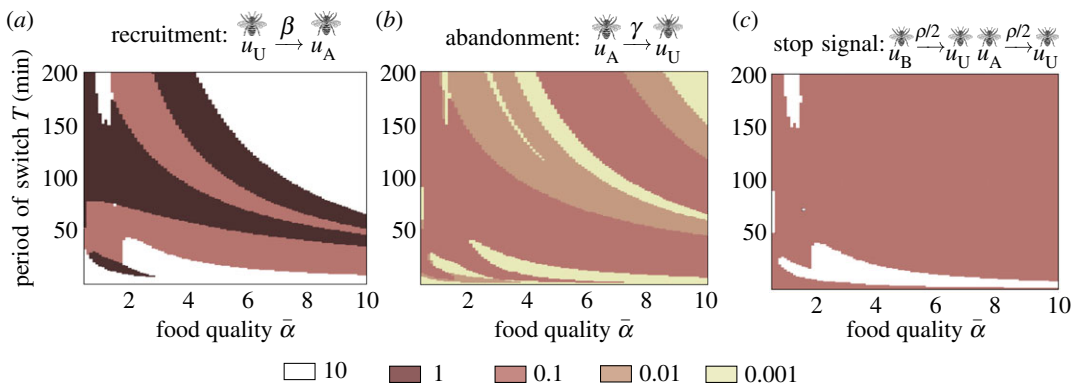 (a) recruitment: u_U →^β u_A
(b) abandonment: u_A →^γ u_U
(c) stop signal: u_B →^ρ/2 u_U u_A →^ρ/2 u_U
period of switch T (min)
200
150
100
50
2 4 6 8 10
food quality ᾱ
200
150
100
50
2 4 6 8 10
food quality ᾱ
200
150
100
50
2 4 6 8 10
food quality ᾱ
10 1 0.1 0.01 0.001